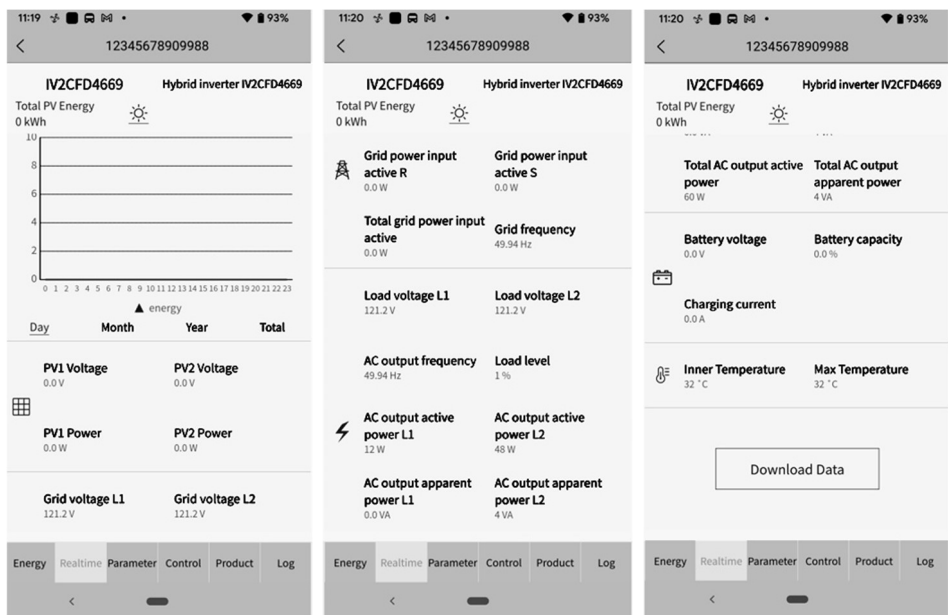 11:19
93%
12345678909988
IV2CFD4669
Hybrid inverter IV2CFD4669
Total PV Energy
0 kWh
10
8
6
4
2
0
0 1 2 3 4 5 6 7 8 9 10 11 12 13 14 15 16 17 18 19 20 21 22 23
energy
Day Month Year Total
PV1 Voltage
0.0 V
PV2 Voltage
0.0 V
PV1 Power
0.0 W
PV2 Power
0.0 W
Grid voltage L1
121.2 V
Grid voltage L2
121.2 V
Energy Realtime Parameter Control Product Log
11:20
93%
12345678909988
IV2CFD4669
Hybrid inverter IV2CFD4669
Total PV Energy
0 kWh
Grid power input
active R
0.0 W
Grid power input
active S
0.0 W
Total grid power input
active
0.0 W
Grid frequency
49.94 Hz
Load voltage L1
121.2 V
Load voltage L2
121.2 V
AC output frequency
49.94 Hz
Load level
1 %
AC output active
power L1
12 W
AC output active
power L2
48 W
AC output apparent
power L1
0.0 VA
AC output apparent
power L2
4 VA
Energy Realtime Parameter Control Product Log
11:20
93%
12345678909988
IV2CFD4669
Hybrid inverter IV2CFD4669
Total PV Energy
0 kWh
Total AC output active
power
60 W
Total AC output
apparent power
4 VA
Battery voltage
0.0 V
Battery capacity
0.0 %
Charging current
0.0 A
Inner Temperature
32 ˚C
Max Temperature
32 ˚C
Download Data
Energy Realtime Parameter Control Product Log